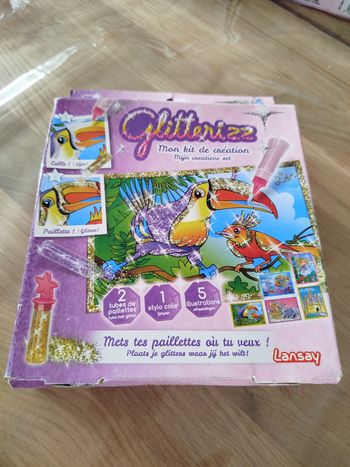 Glitterizz
Mon kit de création
Mijn creatieve set
Colle !
Paillette !
2
tubes de
paillettes
1
stylo colle
5
illustrations
Mets tes paillettes où tu veux !
Plaats je glitters waar jij het wilt!
Lansay